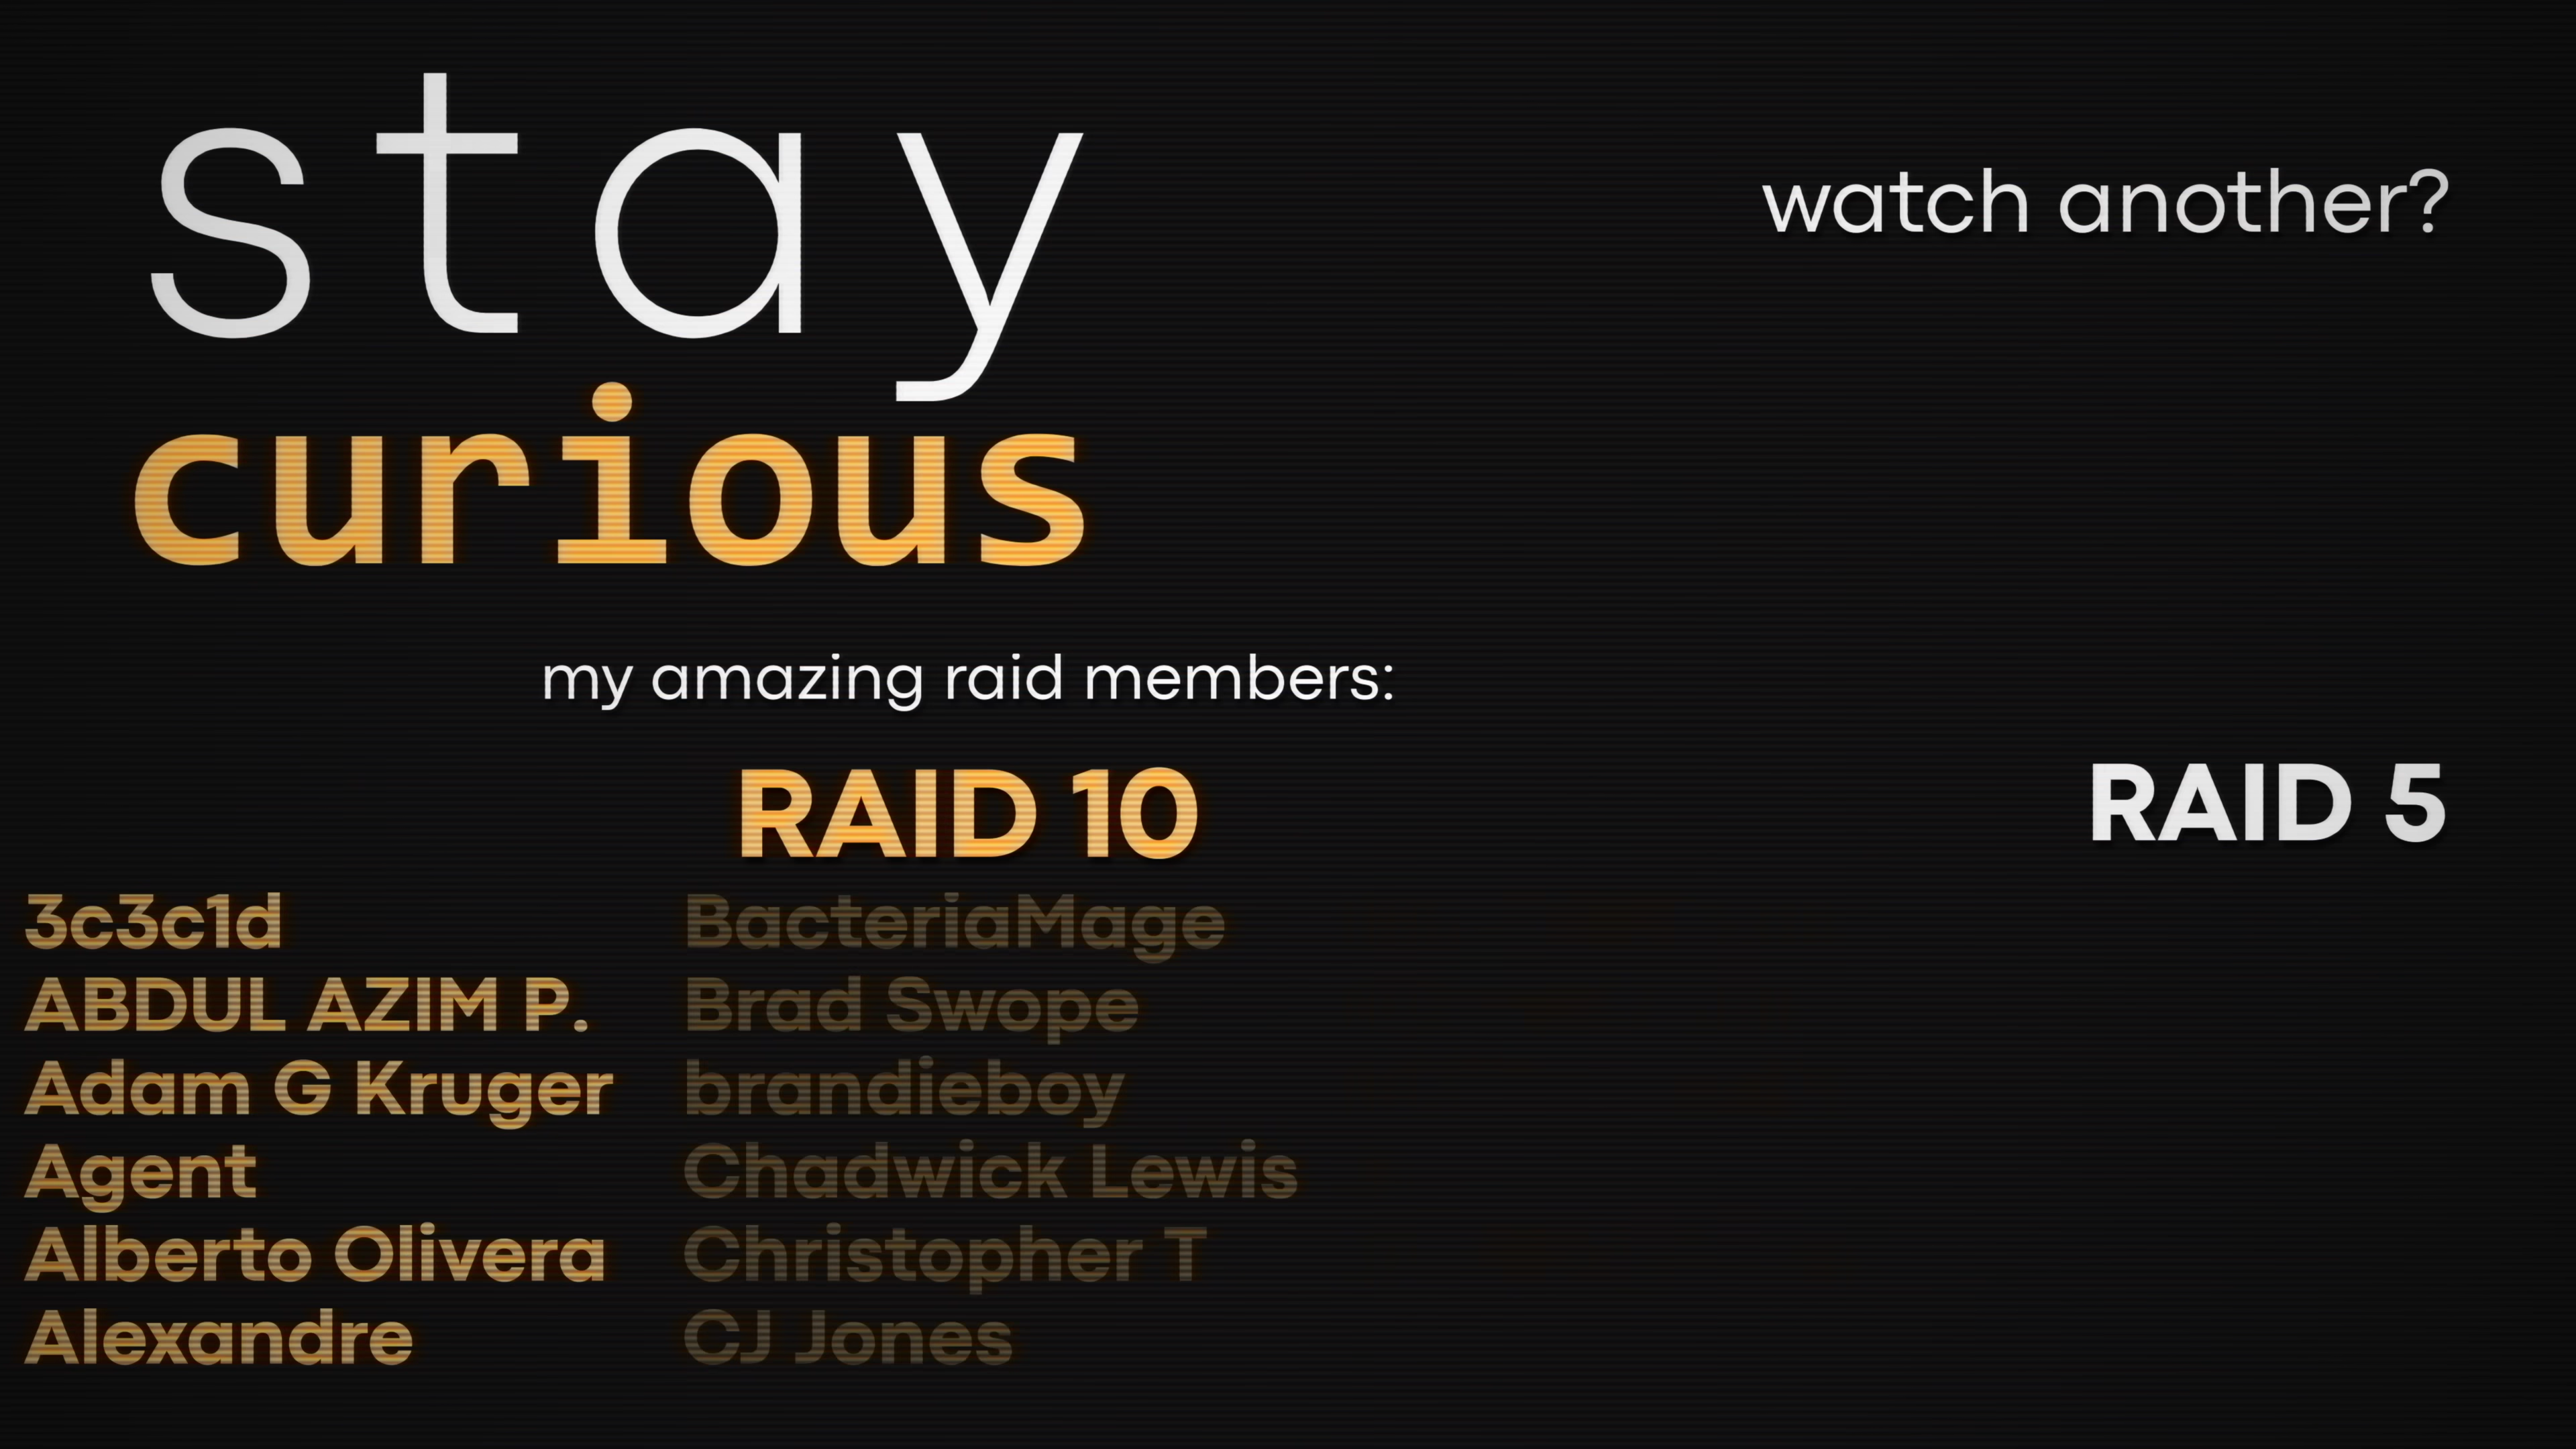 stay
curious
watch another?
my amazing raid members:
RAID 10
3c3c1d
ABDUL AZIM P.
Adam G Kruger
Agent
Alberto Olivera
Alexandre
BacteriaMage
Brad Swope
brandieboy
Chadwick Lewis
Christopher T
CJ Jones
RAID 5